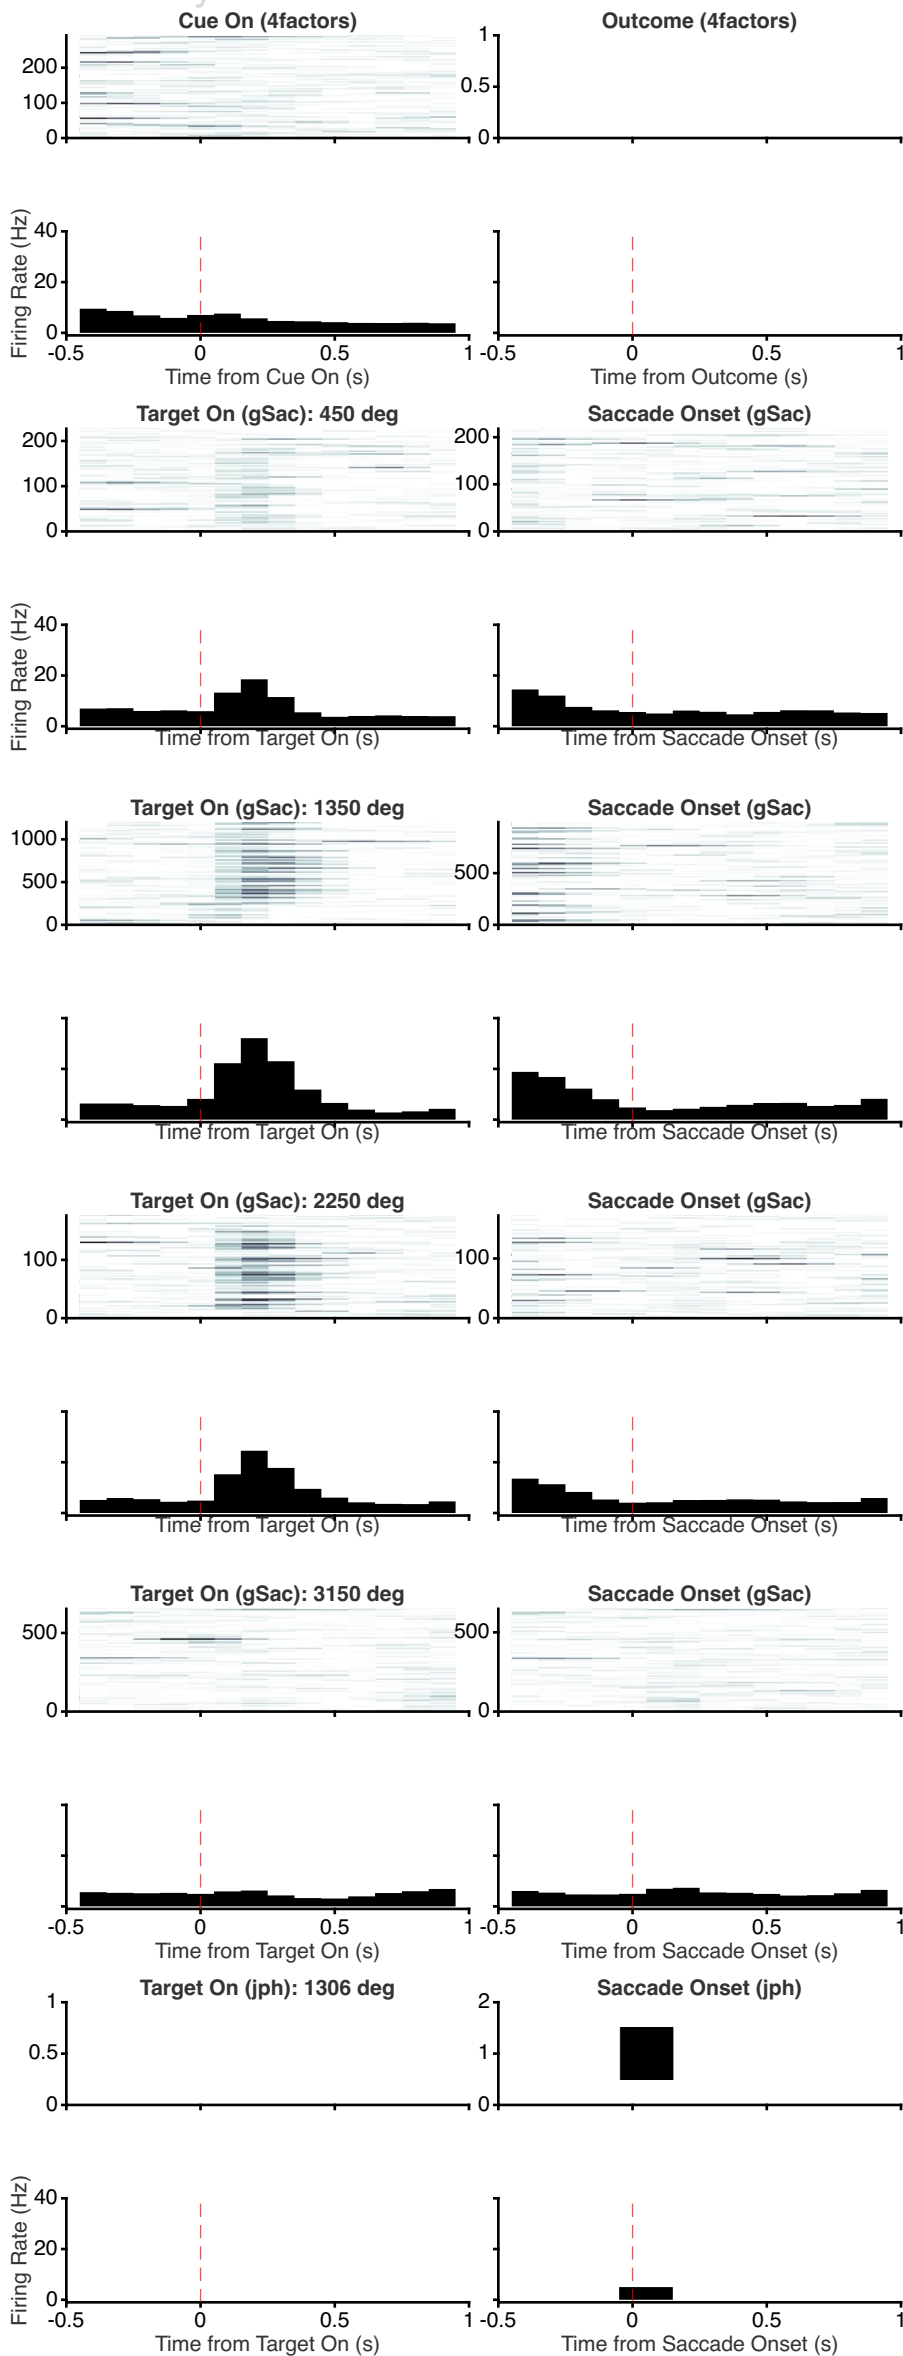 Cue On (4factors) Outcome (4factors)
200
100
0
1
0.5
0
Firing Rate (Hz)
40
20
0
-0.5 0 0.5 1 -0.5 0 0.5 1
Time from Cue On (s) Time from Outcome (s)
Target On (gSac): 450 deg Saccade Onset (gSac)
200
100
0
200
100
0
Firing Rate (Hz)
40
20
0
Time from Target On (s) Time from Saccade Onset (s)
Target On (gSac): 1350 deg Saccade Onset (gSac)
1000
500
0
500
0
Time from Target On (s) Time from Saccade Onset (s)
Target On (gSac): 2250 deg Saccade Onset (gSac)
100
0
100
0
Time from Target On (s) Time from Saccade Onset (s)
Target On (gSac): 3150 deg Saccade Onset (gSac)
500
0
500
0
-0.5 0 0.5 1 -0.5 0 0.5 1
Time from Target On (s) Time from Saccade Onset (s)
Target On (jph): 1306 deg Saccade Onset (jph)
1
0.5
0
2
1
0
Firing Rate (Hz)
40
20
0
-0.5 0 0.5 1 -0.5 0 0.5 1
Time from Target On (s) Time from Saccade Onset (s)